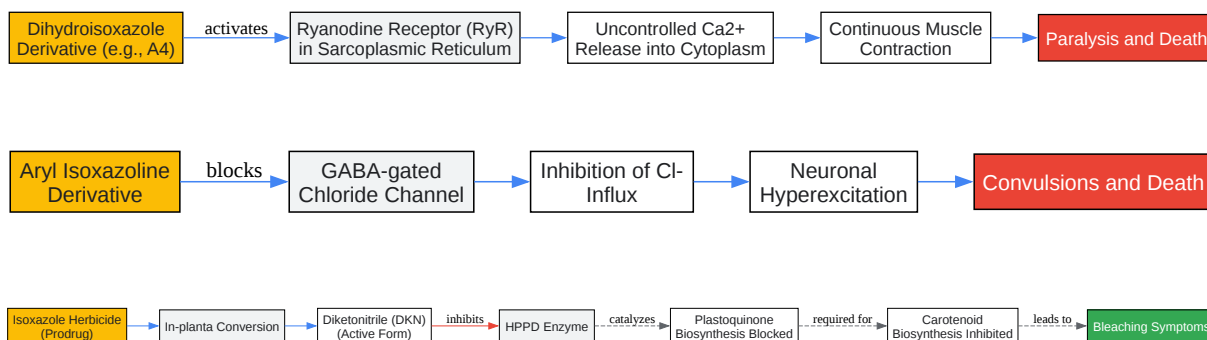 Dihydroisoxazole
Derivative (e.g., A4)
activates
Ryanodine Receptor (RyR)
in Sarcoplasmic Reticulum
Uncontrolled Ca2+
Release into Cytoplasm
Continuous Muscle
Contraction
Paralysis and Death
Aryl Isoxazoline
Derivative
blocks
GABA-gated
Chloride Channel
Inhibition of Cl-
Influx
Neuronal
Hyperexcitation
Convulsions and Death
Isoxazole Herbicide
(Prodrug)
In-planta Conversion
Diketonitrile (DKN)
(Active Form)
inhibits
HPPD Enzyme
catalyzes
Plastoquinone
Biosynthesis Blocked
required for
Carotenoid
Biosynthesis Inhibited
leads to
Bleaching Symptoms